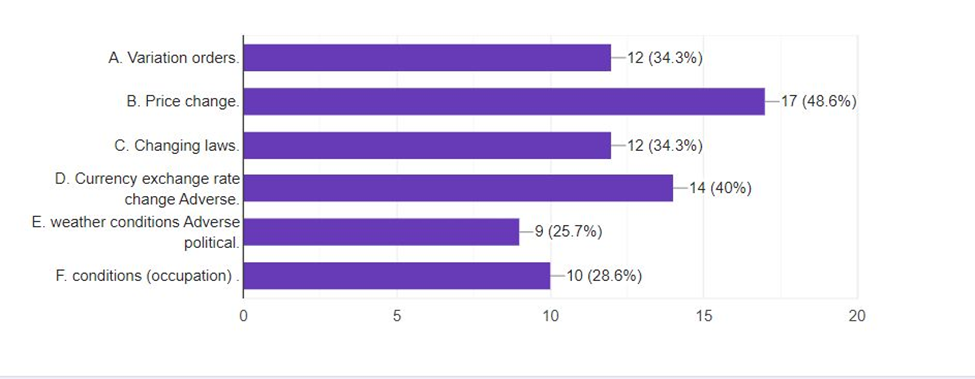 A. Variation orders.
12 (34.3%)
B. Price change.
17 (48.6%)
C. Changing laws.
12 (34.3%)
D. Currency exchange rate
change Adverse.
14 (40%)
E. weather conditions Adverse
political.
9 (25.7%)
F. conditions (occupation) .
10 (28.6%)
0 5 10 15 20